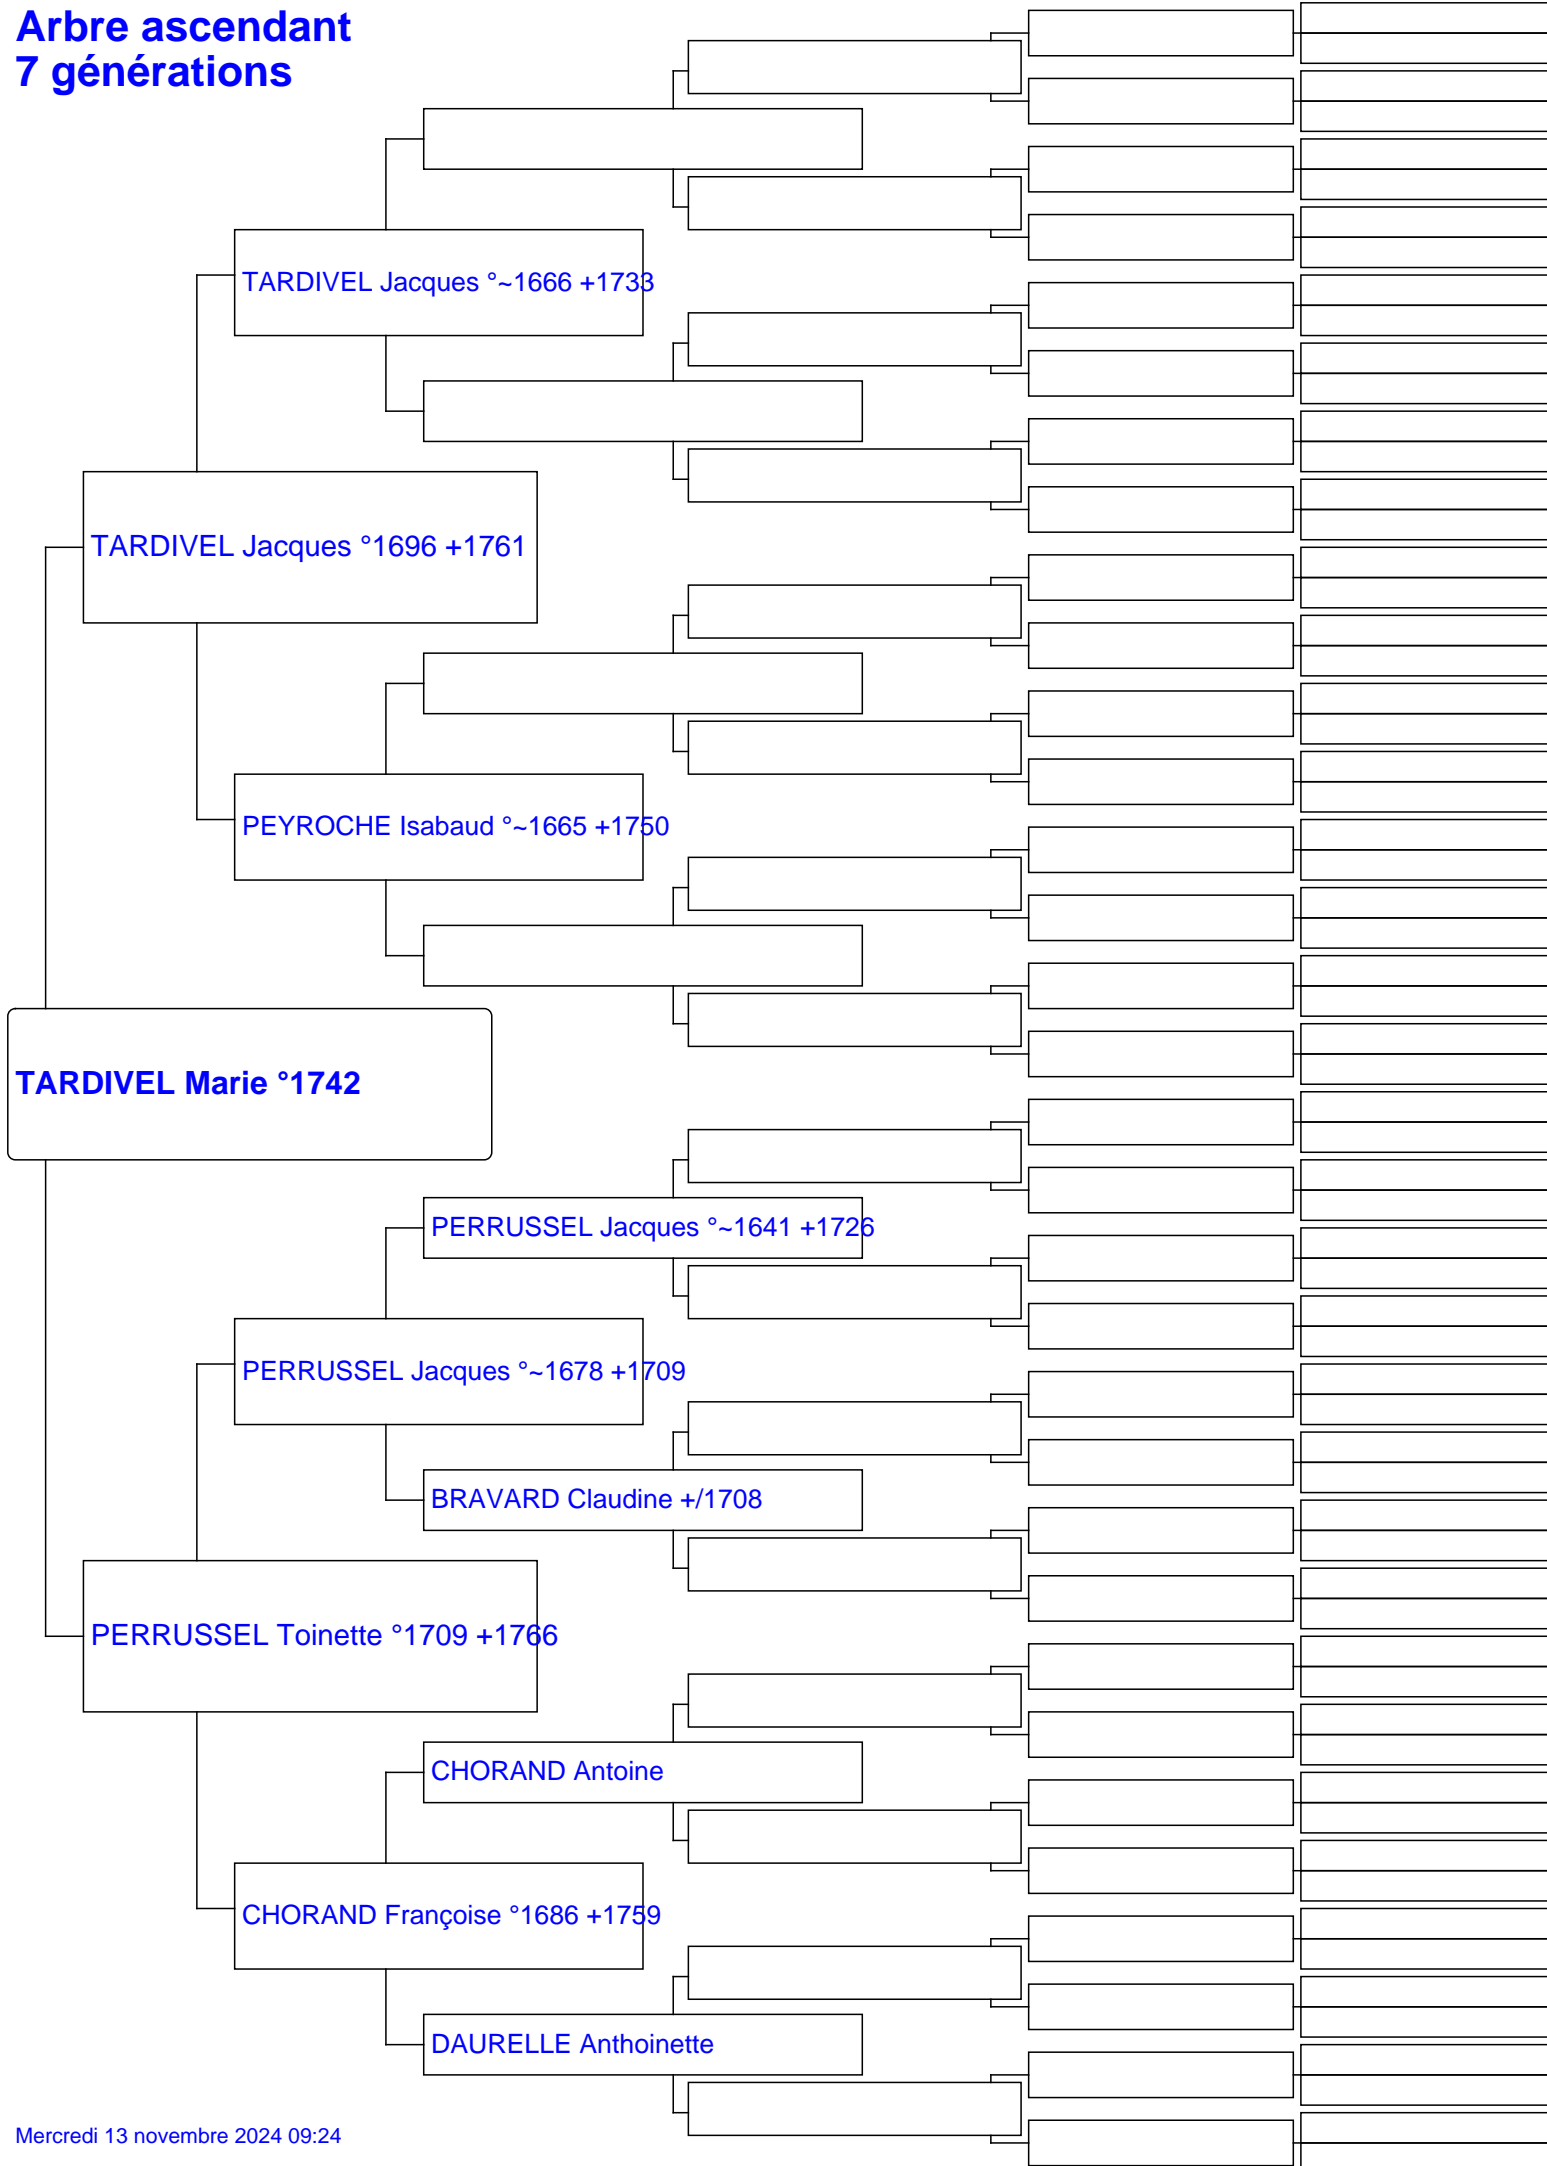 Arbre ascendant
7 générations
TARDIVEL Jacques °~1666 +1733
TARDIVEL Jacques °1696 +1761
PEYROCHE Isabaud °~1665 +1750
TARDIVEL Marie °1742
PERRUSSEL Jacques °~1641 +1726
PERRUSSEL Jacques °~1678 +1709
BRAVARD Claudine +/1708
PERRUSSEL Toinette °1709 +1766
CHORAND Antoine
CHORAND Françoise °1686 +1759
DAURELLE Anthoinette
Mercredi 13 novembre 2024 09:24